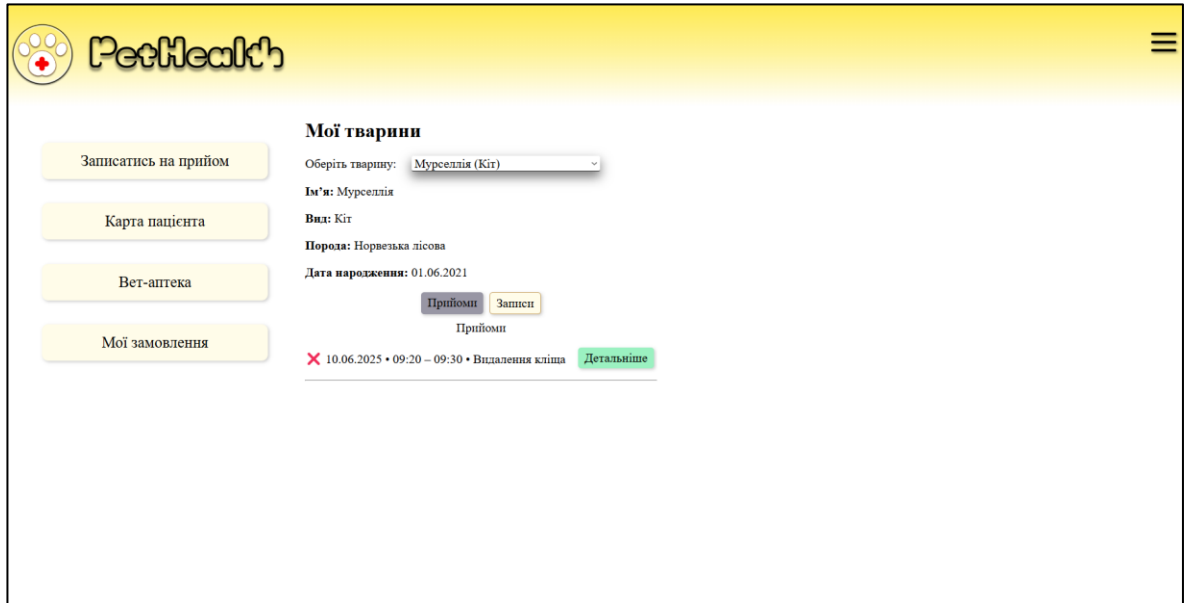 PetHealth
Записатись на прийом
Карта пацієнта
Вет-аптека
Мої замовлення
Мої тварини
Оберіть тварину: Мурселлія (Кіт)
Ім’я: Мурселлія
Вид: Кіт
Порода: Норвезька лісова
Дата народження: 01.06.2021
Прийоми Записи
Прийоми
❌ 10.06.2025 • 09:20 – 09:30 • Видалення кліща Детальніше